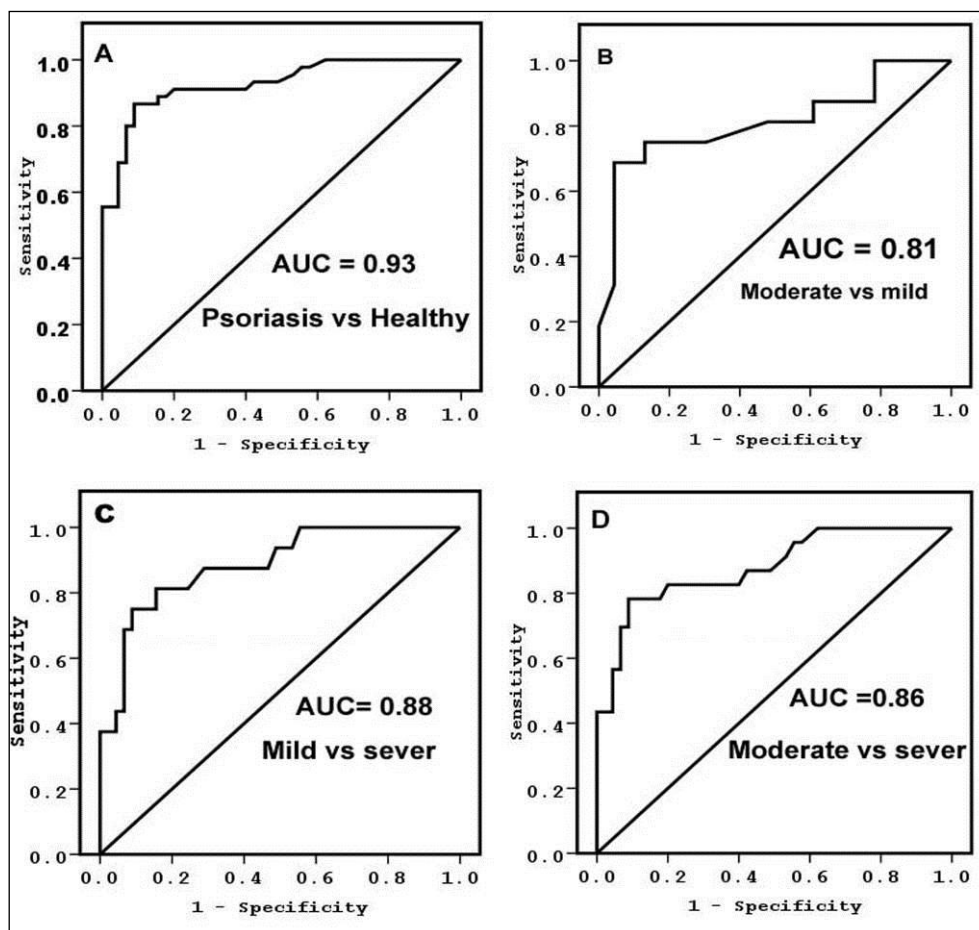 A
1.0
0.8
0.6
0.4
0.2
0.0
Sensitivity
AUC = 0.93
Psoriasis vs Healthy
0.0 0.2 0.4 0.6 0.8 1.0
1 - Specificity
B
1.0
0.8
0.6
0.4
0.2
0.0
Sensitivity
AUC = 0.81
Moderate vs mild
0.0 0.2 0.4 0.6 0.8 1.0
1 - Specificity
C
1.0
0.8
0.6
0.4
0.2
0.0
Sensitivity
AUC= 0.88
Mild vs sever
0.0 0.2 0.4 0.6 0.8 1.0
1 - Specificity
D
1.0
0.8
0.6
0.4
0.2
0.0
Sensitivity
AUC =0.86
Moderate vs sever
0.0 0.2 0.4 0.6 0.8 1.0
1 - Specificity